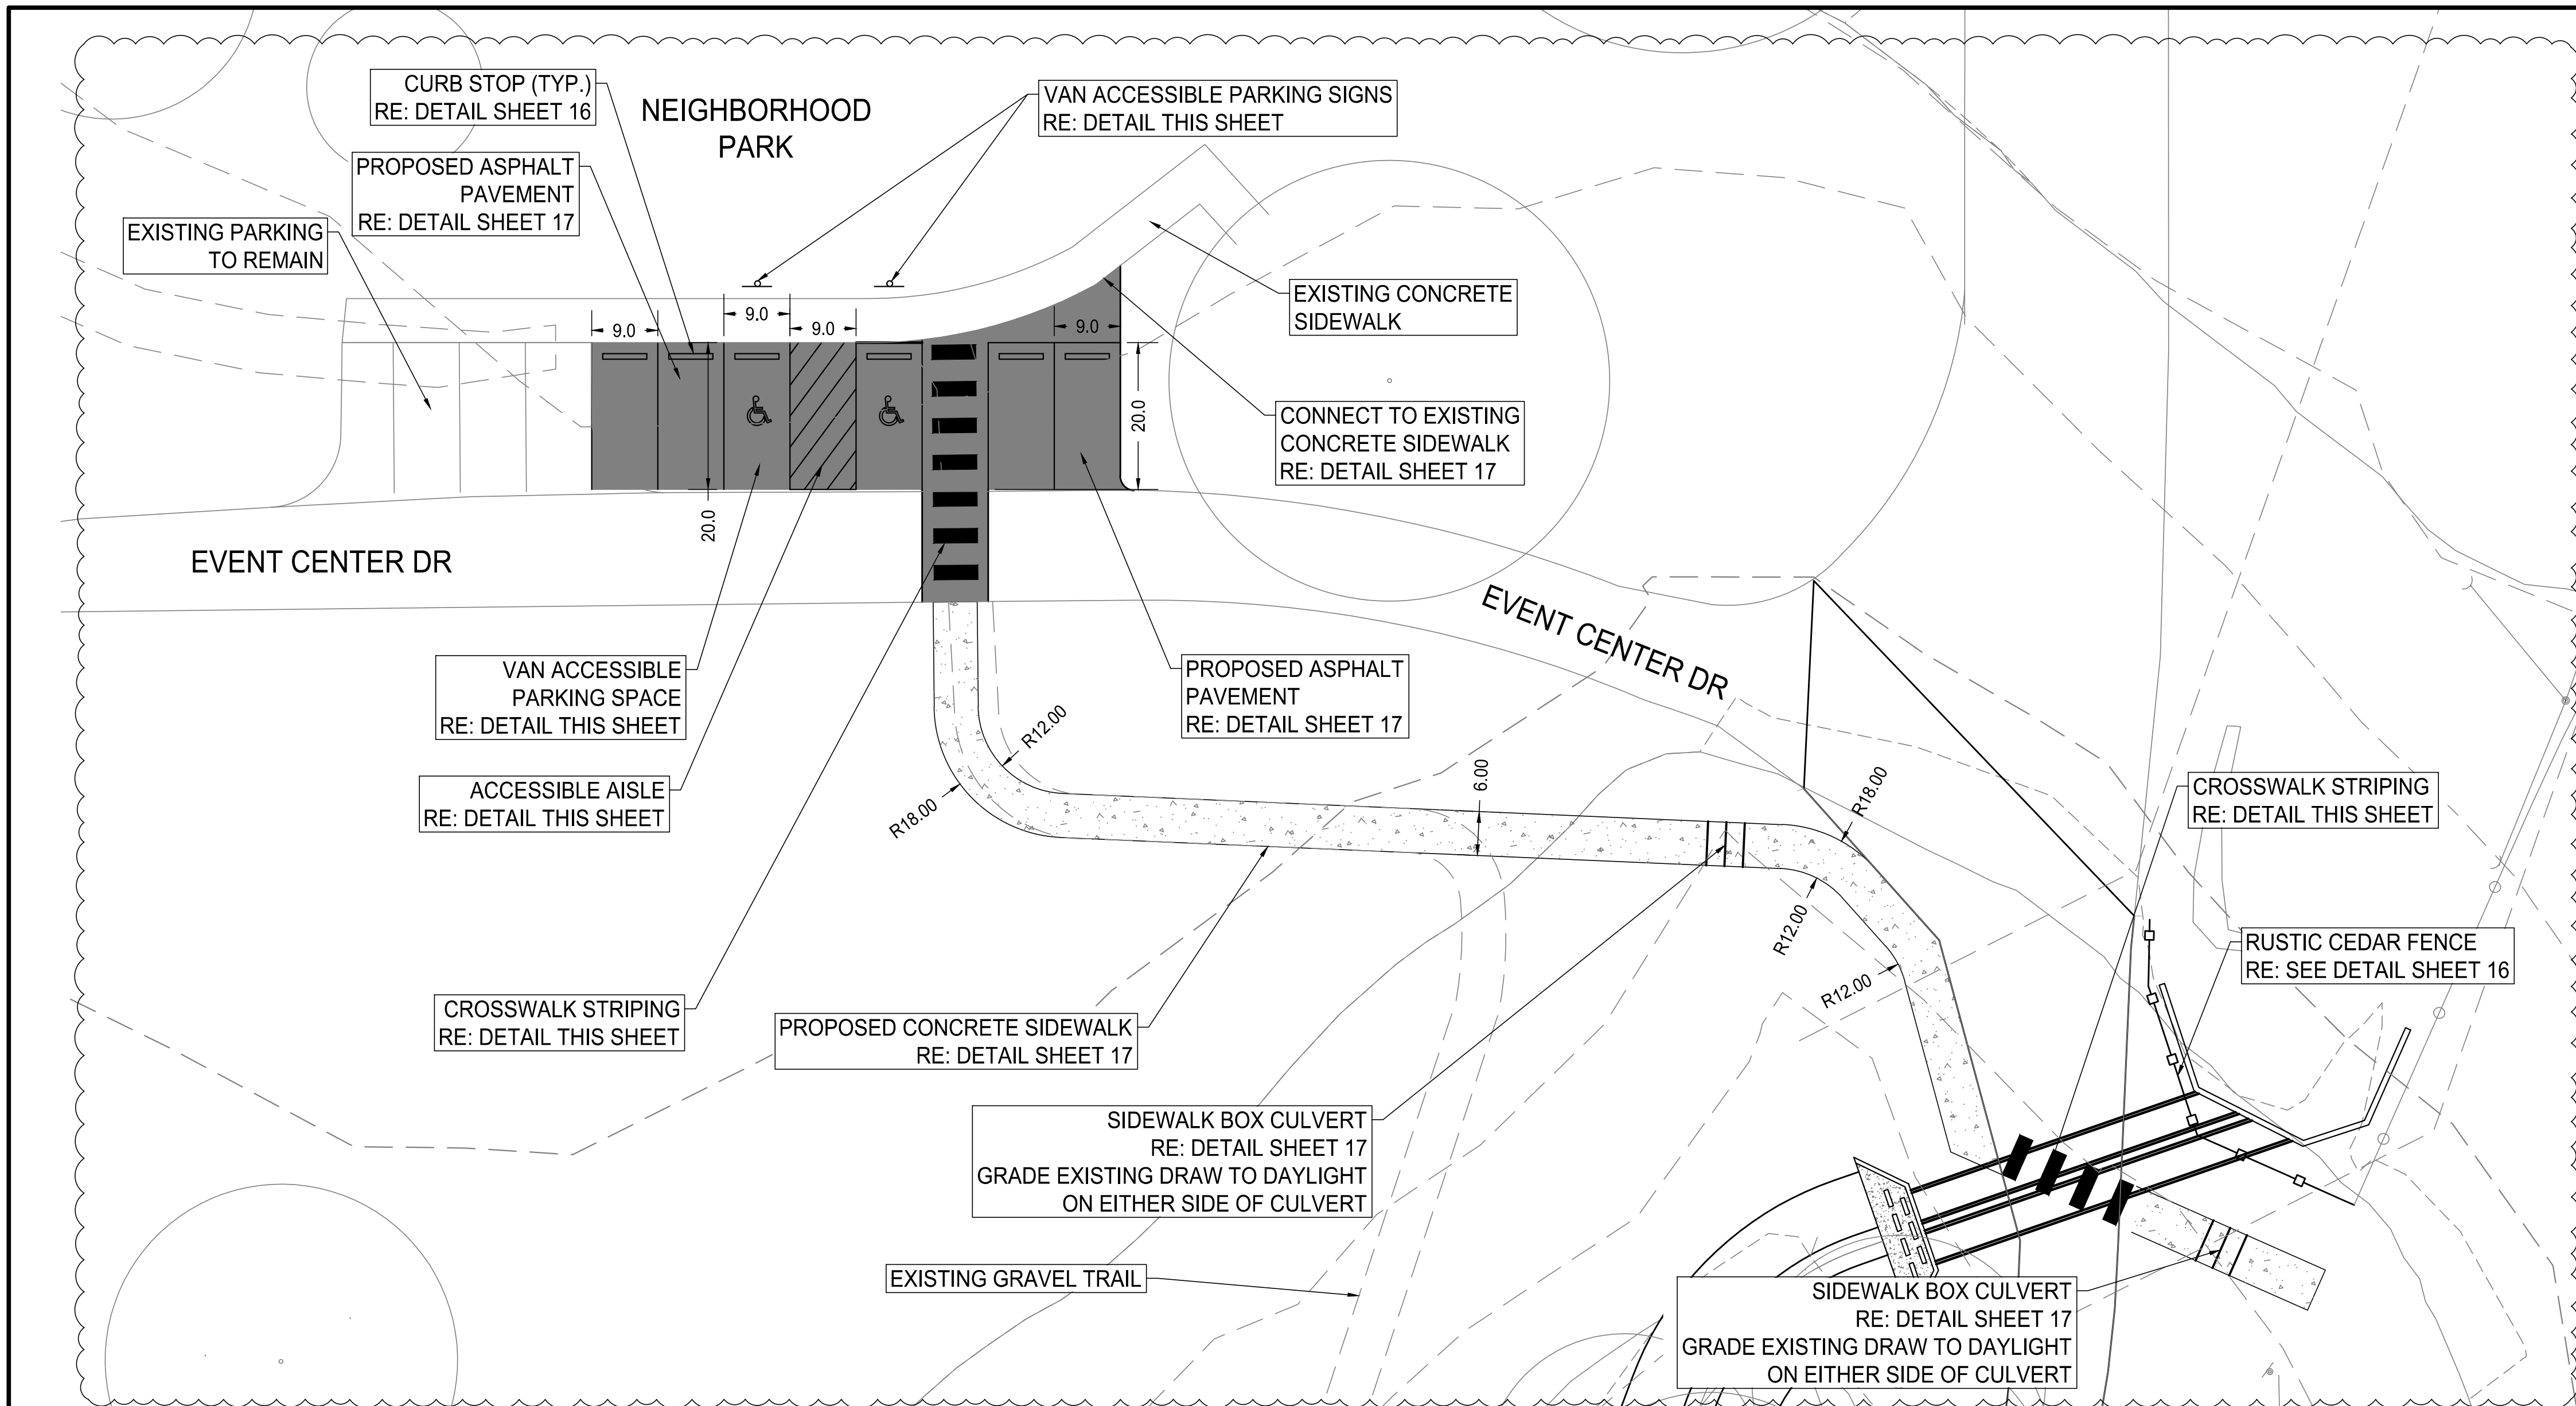 CURB STOP (TYP.)
RE: DETAIL SHEET 16
NEIGHBORHOOD
PARK
VAN ACCESSIBLE PARKING SIGNS
RE: DETAIL THIS SHEET
PROPOSED ASPHALT
PAVEMENT
RE: DETAIL SHEET 17
EXISTING PARKING
TO REMAIN
EXISTING CONCRETE
SIDEWALK
9.0
9.0
9.0
9.0
CONNECT TO EXISTING
CONCRETE SIDEWALK
RE: DETAIL SHEET 17
20.0
20.0
EVENT CENTER DR
EVENT CENTER DR
VAN ACCESSIBLE
PARKING SPACE
RE: DETAIL THIS SHEET
PROPOSED ASPHALT
PAVEMENT
RE: DETAIL SHEET 17
R12.00
R18.00
6.00
R18.00
ACCESSIBLE AISLE
RE: DETAIL THIS SHEET
CROSSWALK STRIPING
RE: DETAIL THIS SHEET
R12.00
R12.00
RUSTIC CEDAR FENCE
RE: SEE DETAIL SHEET 16
CROSSWALK STRIPING
RE: DETAIL THIS SHEET
PROPOSED CONCRETE SIDEWALK
RE: DETAIL SHEET 17
SIDEWALK BOX CULVERT
RE: DETAIL SHEET 17
GRADE EXISTING DRAW TO DAYLIGHT
ON EITHER SIDE OF CULVERT
EXISTING GRAVEL TRAIL
SIDEWALK BOX CULVERT
RE: DETAIL SHEET 17
GRADE EXISTING DRAW TO DAYLIGHT
ON EITHER SIDE OF CULVERT